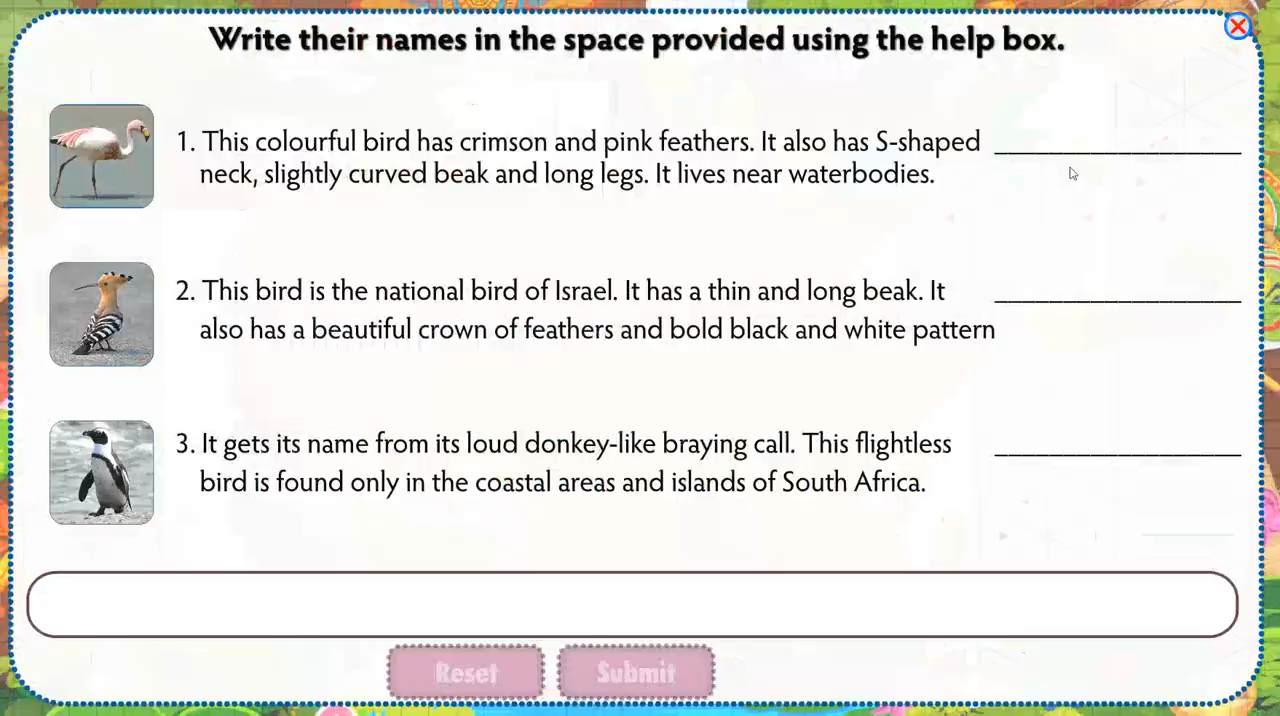 Write their names in the space provided using the help box.
1. This colourful bird has crimson and pink feathers. It also has S-shaped
neck, slightly curved beak and long legs. It lives near waterbodies.
2. This bird is the national bird of Israel. It has a thin and long beak. It
also has a beautiful crown of feathers and bold black and white pattern
3. It gets its name from its loud donkey-like braying call. This flightless
bird is found only in the coastal areas and islands of South Africa.
Reset
Submit